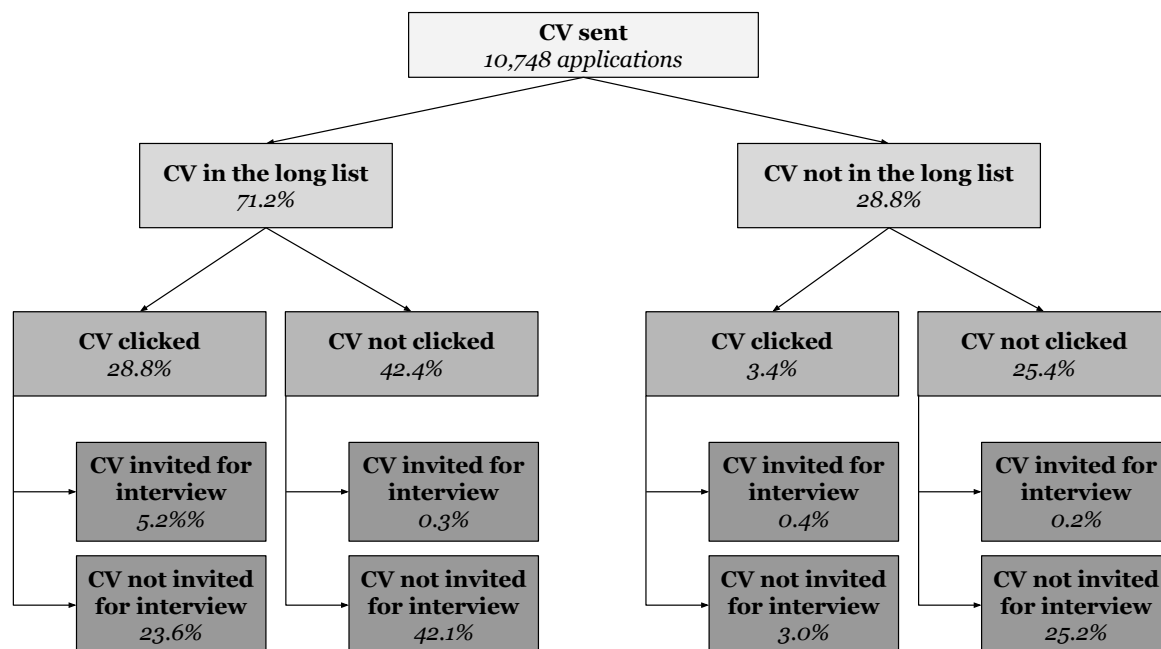 CV sent
10,748 applications
CV in the long list
71.2%
CV not in the long list
28.8%
CV clicked
28.8%
CV not clicked
42.4%
CV clicked
3.4%
CV not clicked
25.4%
CV invited for
interview
5.2%%
CV invited for
interview
0.3%
CV invited for
interview
0.4%
CV invited for
interview
0.2%
CV not invited
for interview
23.6%
CV not invited
for interview
42.1%
CV not invited
for interview
3.0%
CV not invited
for interview
25.2%